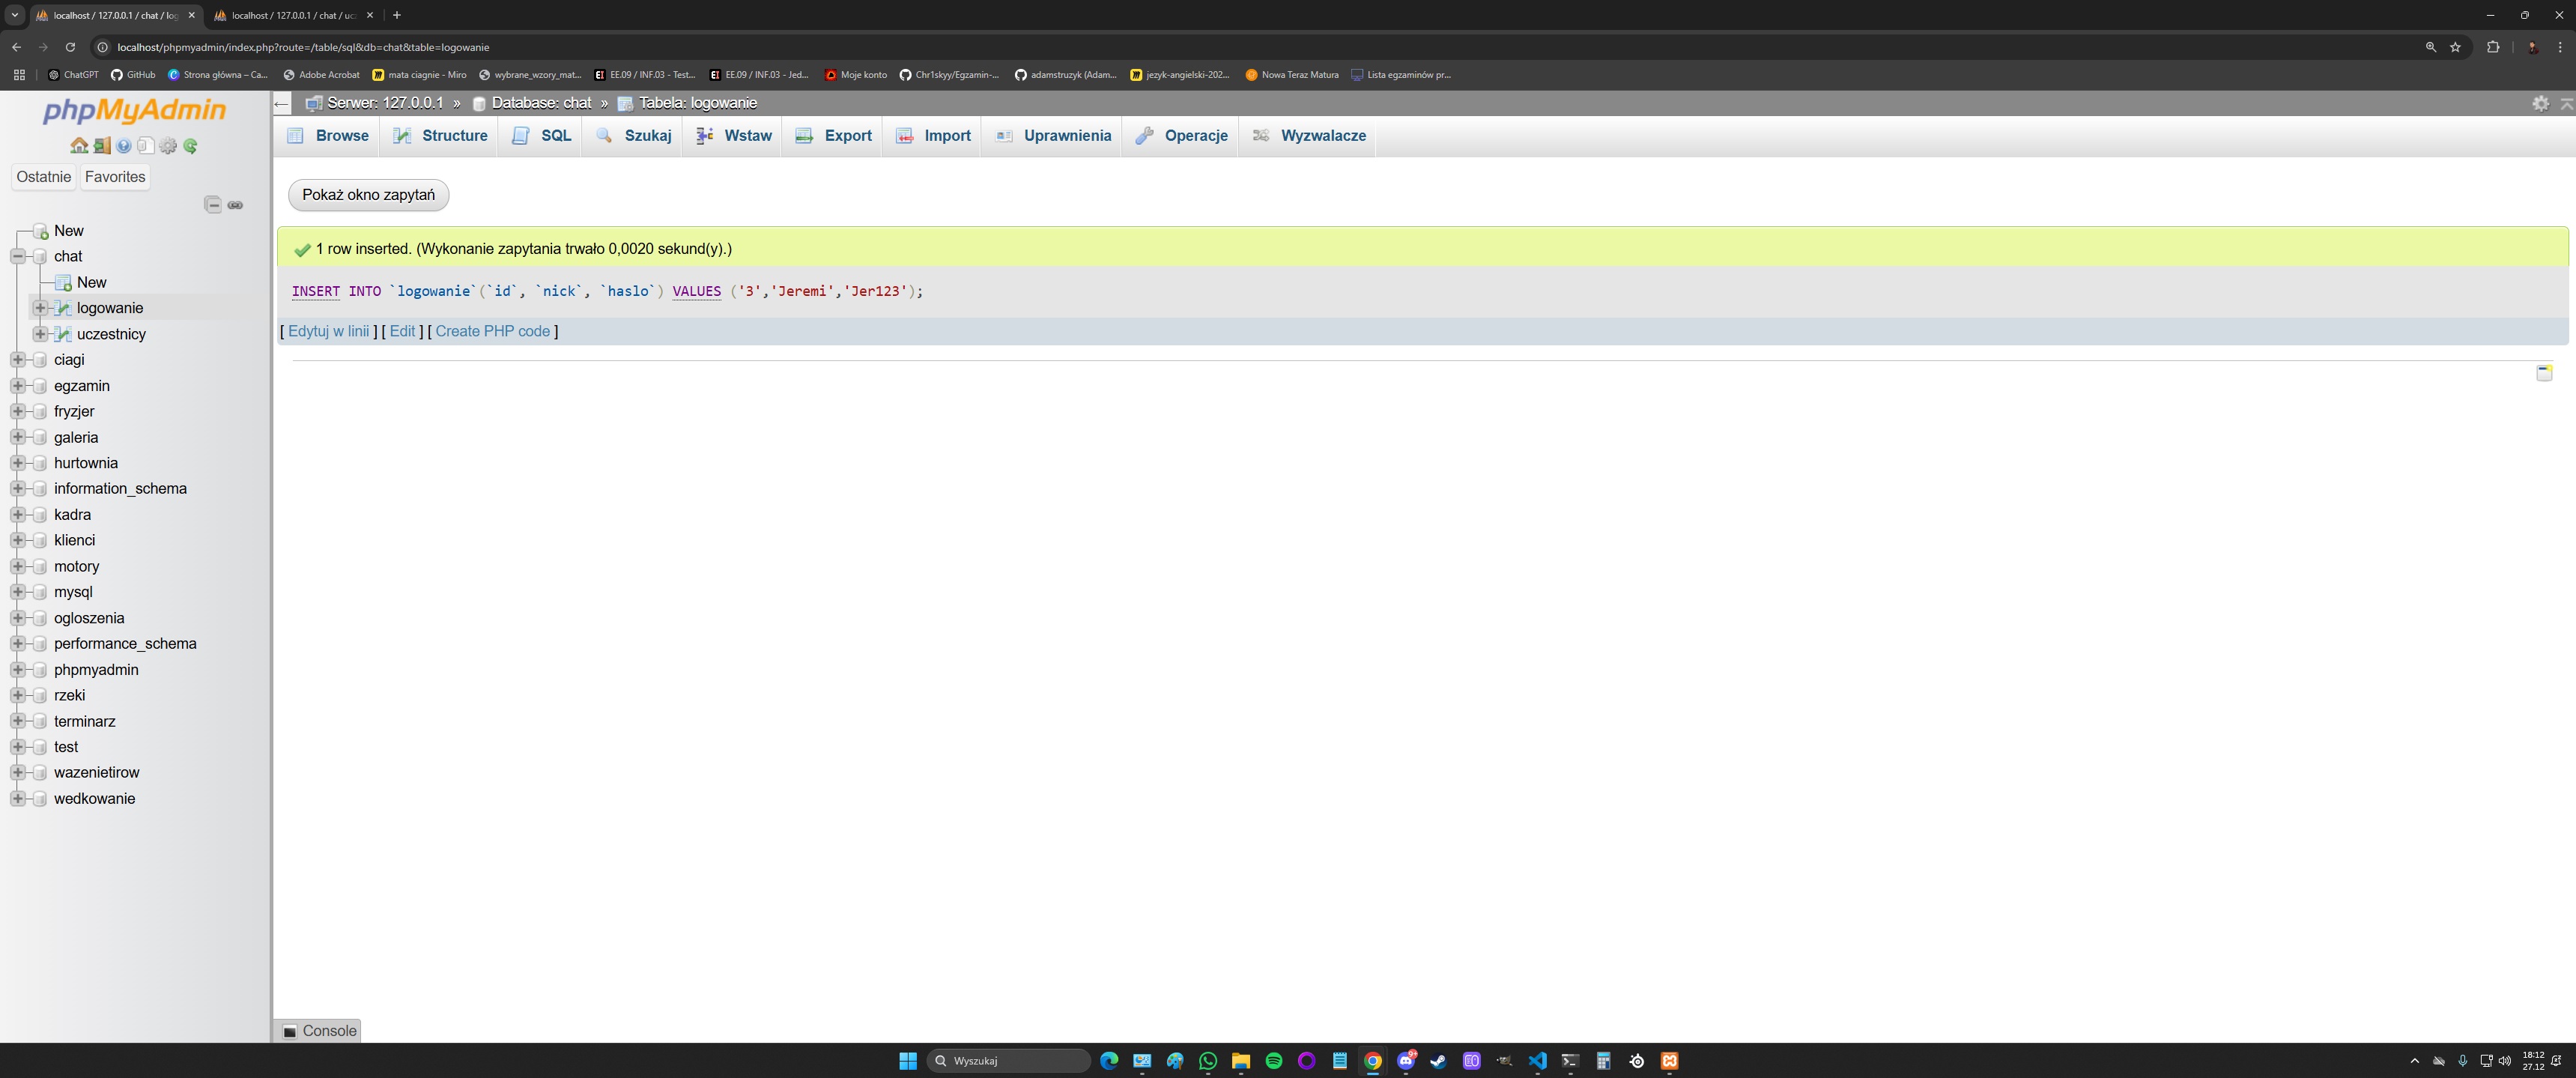 localhost / 127.0.0.1 / chat / log
localhost / 127.0.0.1 / chat / ucz
localhost/phpmyadmin/index.php?route=/table/sql&db=chat&table=logowanie
ChatGPT
GitHub
Strona główna – Ca...
Adobe Acrobat
mata ciagnie - Miro
wybrane_wzory_mat...
EE.09 / INF.03 - Test...
EE.09 / INF.03 - Jed...
Moje konto
Chr1skyy/Egzamin-...
adamstruzyk (Adam...
jezyk-angielski-202...
Nowa Teraz Matura
Lista egzaminów pr...
phpMyAdmin
Ostatnie
Favorites
New
chat
New
logowanie
uczestnicy
ciagi
egzamin
fryzjer
galeria
hurtownia
information_schema
kadra
klienci
motory
mysql
ogloszenia
performance_schema
phpmyadmin
rzeki
terminarz
test
wazenietirow
wedkowanie
Serwer: 127.0.0.1 » Database: chat » Tabela: logowanie
Browse
Structure
SQL
Szukaj
Wstaw
Export
Import
Uprawnienia
Operacje
Wyzwalacze
Pokaż okno zapytań
1 row inserted. (Wykonanie zapytania trwało 0,0020 sekund(y).)
INSERT INTO `logowanie`(`id`, `nick`, `haslo`) VALUES ('3','Jeremi','Jer123');
[ Edytuj w linii ] [ Edit ] [ Create PHP code ]
Console
Wyszukaj
18:12
27.12